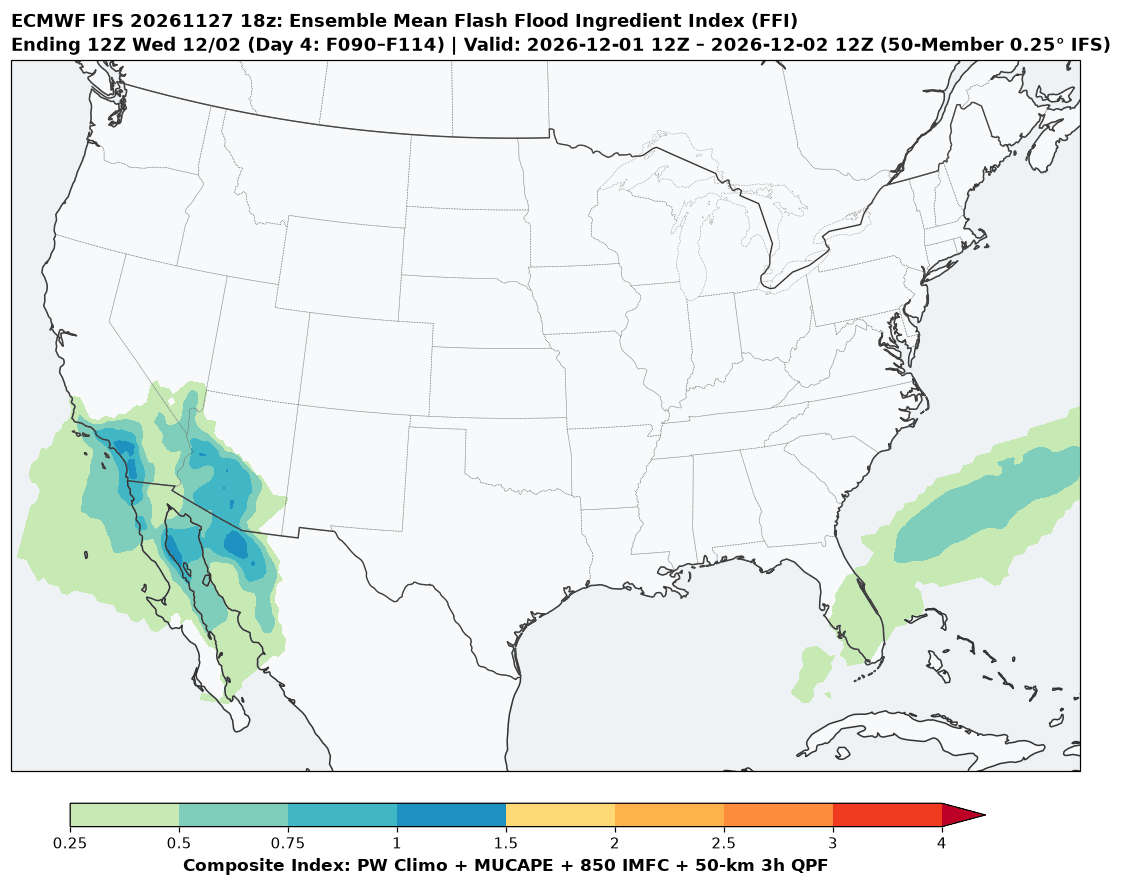 ECMWF IFS 20261127 18z: Ensemble Mean Flash Flood Ingredient Index (FFI)
Ending 12Z Wed 12/02 (Day 4: F090–F114) | Valid: 2026-12-01 12Z – 2026-12-02 12Z (50-Member 0.25° IFS)
0.25 0.5 0.75 1 1.5 2 2.5 3 4
Composite Index: PW Climo + MUCAPE + 850 IMFC + 50-km 3h QPF